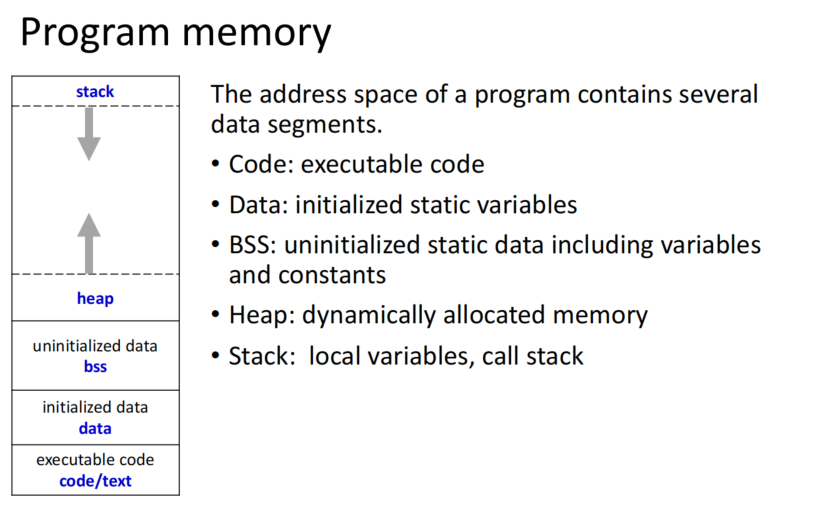 Program memory
stack
heap
uninitialized data
bss
initialized data
data
executable code
code/text
The address space of a program contains several
data segments.
• Code: executable code
• Data: initialized static variables
• BSS: uninitialized static data including variables
and constants
• Heap: dynamically allocated memory
• Stack:  local variables, call stack